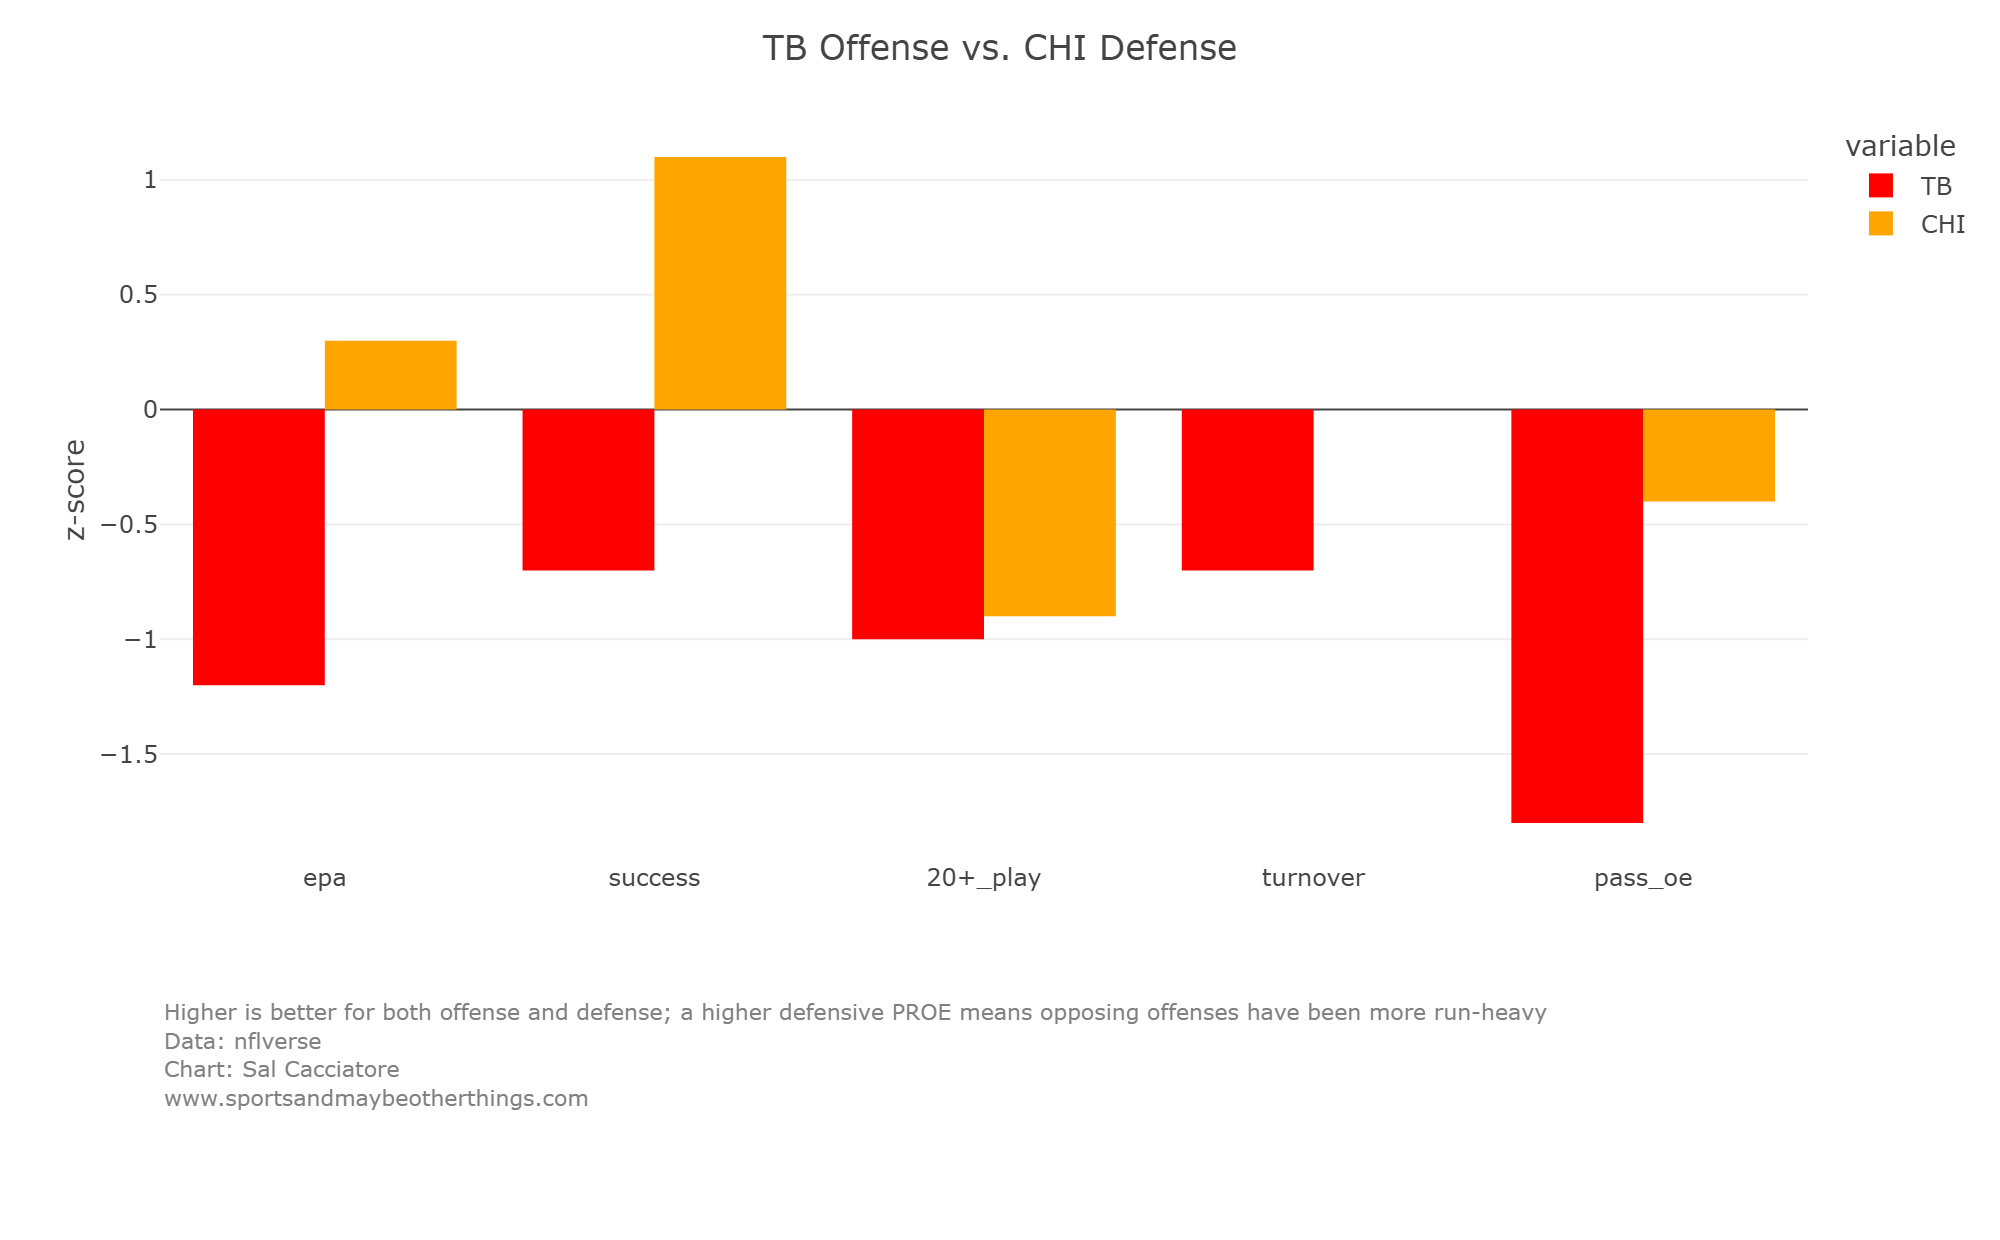 TB Offense vs. CHI Defense
variable
TB
CHI
1
0.5
0
−0.5
−1
−1.5
z-score
epa
success
20+_play
turnover
pass_oe
Higher is better for both offense and defense; a higher defensive PROE means opposing offenses have been more run-heavy
Data: nflverse
Chart: Sal Cacciatore
www.sportsandmaybeotherthings.com